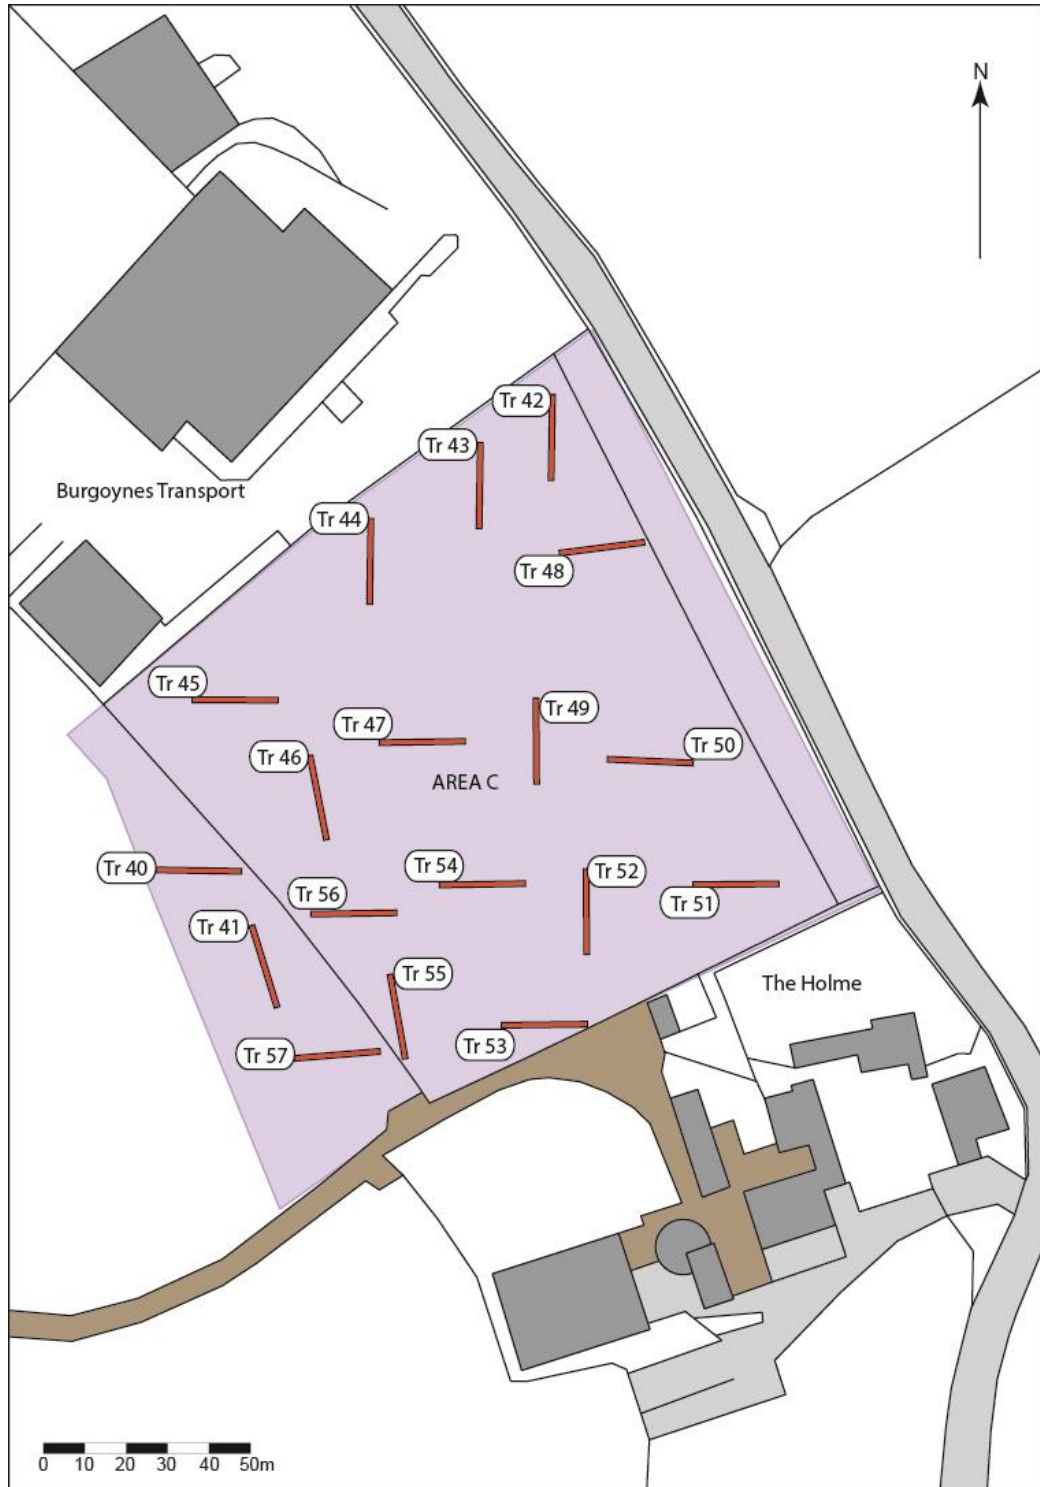 N
Tr 42
Tr 43
Burgoynes Transport
Tr 44
Tr 48
Tr 45
Tr 49
Tr 47
Tr 50
Tr 46
AREA C
Tr 40
Tr 54
Tr 52
Tr 56
Tr 51
Tr 41
Tr 55
The Holme
Tr 53
Tr 57
0 10 20 30 40 50m